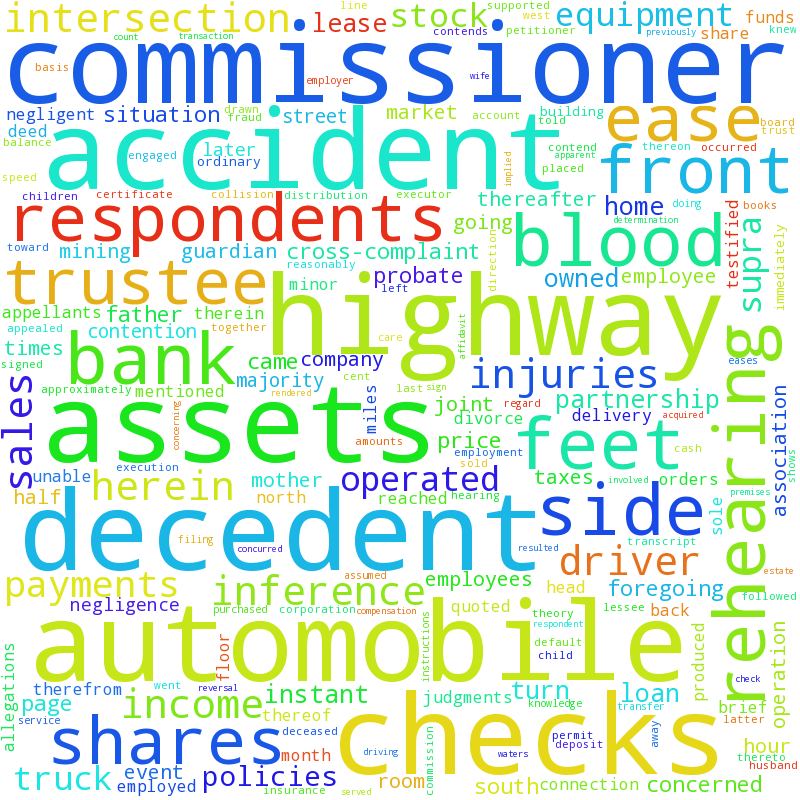 line supported
intersection lease stock west equipment funds
count transaction contends petitioner previously share knew
commissioner
basis employer wife
negligent situation drawn fraud street market account building told ease board trust
deed later ordinary accident contend thereon occurred
balance engaged implied apparent placed front
speed children certificate collision distribution executor thereafter home doing books
respondents going determination testified
toward mining guardian cross-complaint blood supra immediately
reasonably direction
trustee minor left probate owned employee
appellants father therein highway
appealed contention together affidavit
times bank care
signed came company injuries eases
approximately mentioned majority cent last sign regard acquired partnership
sales rendered miles joint divorce delivery association
concerning assets amounts price employment feet cash rehearing
unable execution sold taxes involved orders shows
half herein mother north operated reached hearing side sole premises
decedent filing concurred resulted transcript
driver estate
payments assumed employees head foregoing followed
negligence inference purchased corporation compensation quoted theory respondent lessee back
automobile instructions default child produced
allegations floor
therefrom went reversal instant judgments turn loan check operation
page income thereof knowledge transfer brief latter
service shares deceased checks permit deposit away hour thereto
month driving commission waters husband
truck event policies room south connection concerned
employed insurance served